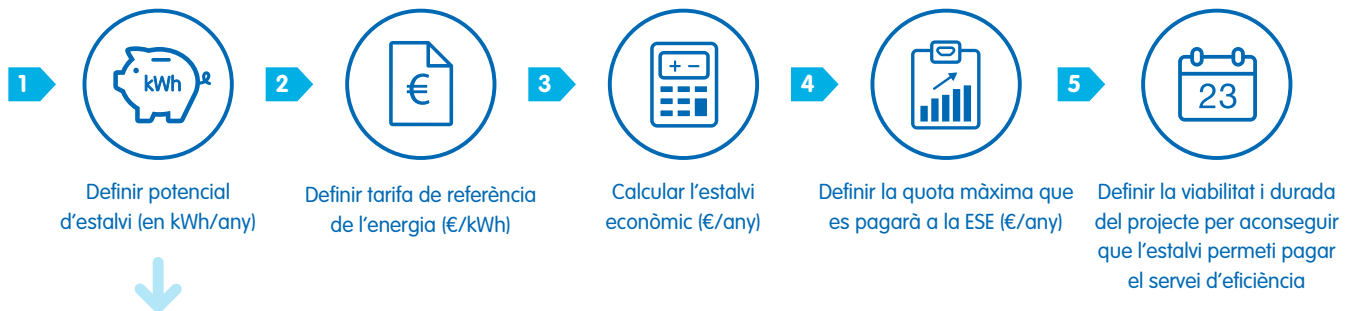 1
kWh
Definir potencial
d'estalvi (en kWh/any)
2
€
Definir tarifa de referència
de l'energia (€/kWh)
3
+ −
Calcular l'estalvi
econòmic (€/any)
4
Definir la quota màxima que
es pagarà a la ESE (€/any)
5
23
Definir la viabilitat i durada
del projecte per aconseguir
que l'estalvi permeti pagar
el servei d'eficiència